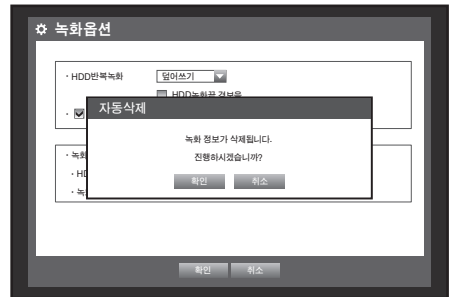 녹화옵션
· HDD반복녹화 덮어쓰기
HDD녹화끝 경보음
자동삭제
녹화 정보가 삭제됩니다.
진행하시겠습니까?
확인 취소
· 녹화
· HD
· 녹
확인 취소